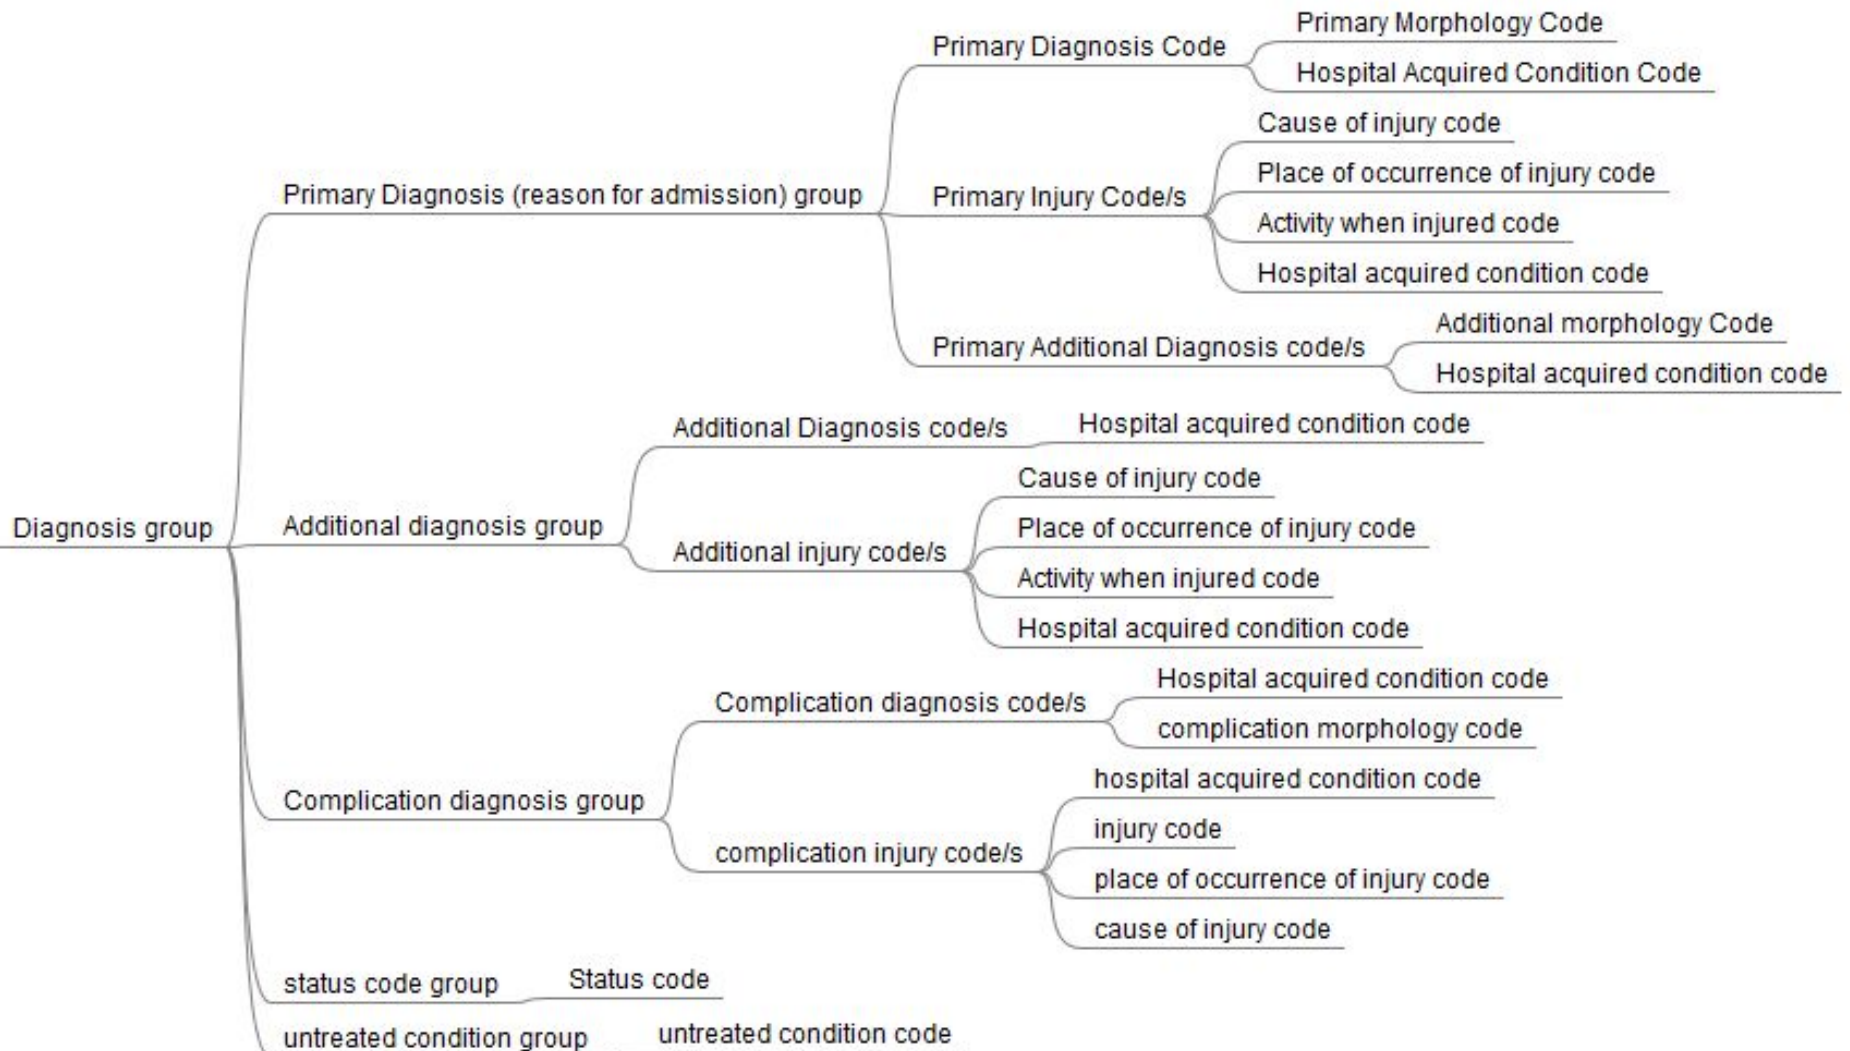 Primary Morphology Code
Primary Diagnosis Code
Hospital Acquired Condition Code
Cause of injury code
Place of occurrence of injury code
Primary Diagnosis (reason for admission) group
Primary Injury Code/s
Activity when injured code
Hospital acquired condition code
Additional morphology Code
Primary Additional Diagnosis code/s
Hospital acquired condition code
Additional Diagnosis code/s
Hospital acquired condition code
Cause of injury code
Diagnosis group
Additional diagnosis group
Place of occurrence of injury code
Additional injury code/s
Activity when injured code
Hospital acquired condition code
Hospital acquired condition code
Complication diagnosis code/s
complication morphology code
hospital acquired condition code
Complication diagnosis group
injury code
complication injury code/s
place of occurrence of injury code
cause of injury code
status code group
Status code
untreated condition group
untreated condition code